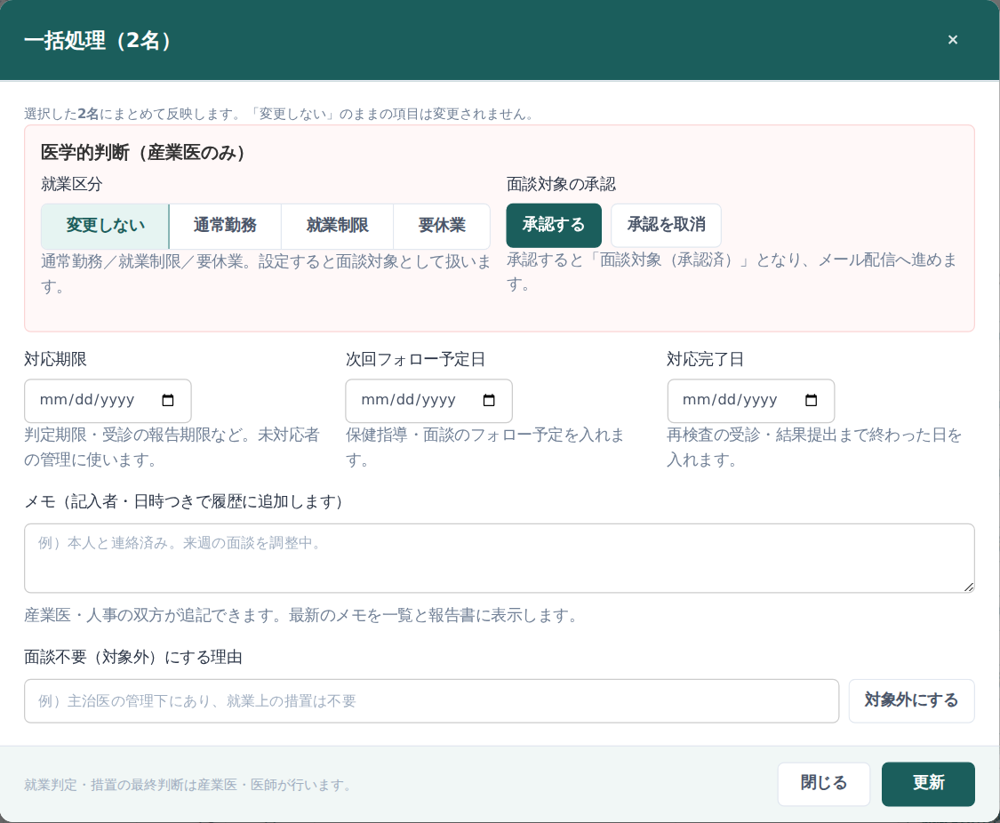 一括処理（2名）
×
選択した2名にまとめて反映します。「変更しない」のままの項目は変更されません。
医学的判断（産業医のみ）
就業区分
変更しない 通常勤務 就業制限 要休業
通常勤務／就業制限／要休業。設定すると面談対象として扱いま
す。
面談対象の承認
承認する 承認を取消
承認すると「面談対象（承認済）」となり、メール配信へ進めま
す。
対応期限
mm/dd/yyyy
判定期限・受診の報告期限など。未対応者
の管理に使います。
次回フォロー予定日
mm/dd/yyyy
保健指導・面談のフォロー予定を入れま
す。
対応完了日
mm/dd/yyyy
再検査の受診・結果提出まで終わった日を
入れます。
メモ（記入者・日時つきで履歴に追加します）
例）本人と連絡済み。来週の面談を調整中。
産業医・人事の双方が追記できます。最新のメモを一覧と報告書に表示します。
面談不要（対象外）にする理由
例）主治医の管理下にあり、就業上の措置は不要
対象外にする
就業判定・措置の最終判断は産業医・医師が行います。
閉じる 更新